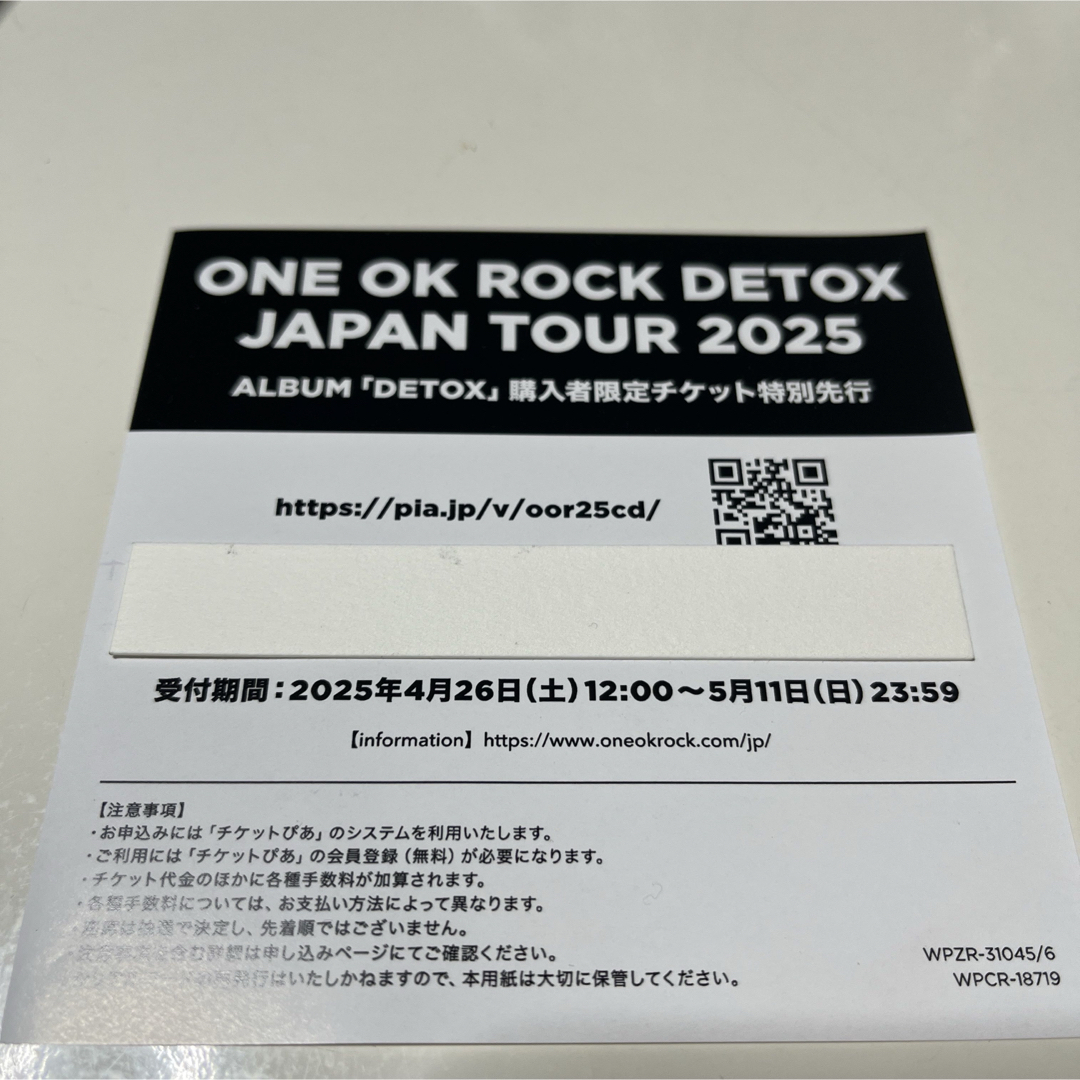 ONE OK ROCK DETOX
JAPAN TOUR 2025
ALBUM「DETOX」購入者限定チケット特別先行
https://pia.jp/v/oor25cd/
受付期間：2025年4月26日(土)12:00～5月11日(日)23:59
【information】https://www.oneokrock.com/jp/
【注意事項】
・お申込みには「チケットぴあ」のシステムを利用いたします。
・ご利用には「チケットぴあ」の会員登録(無料)が必要になります。
・チケット代金のほかに各種手数料が加算されます。
・各種手数料については、お支払い方法によって異なります。
・座席は抽選で決定し、先着順ではございません。
含む詳細は申し込みページにてご確認ください。
発行はいたしかねますので、本用紙は大切に保管してください。
WPZR-31045/6
WPCR-18719